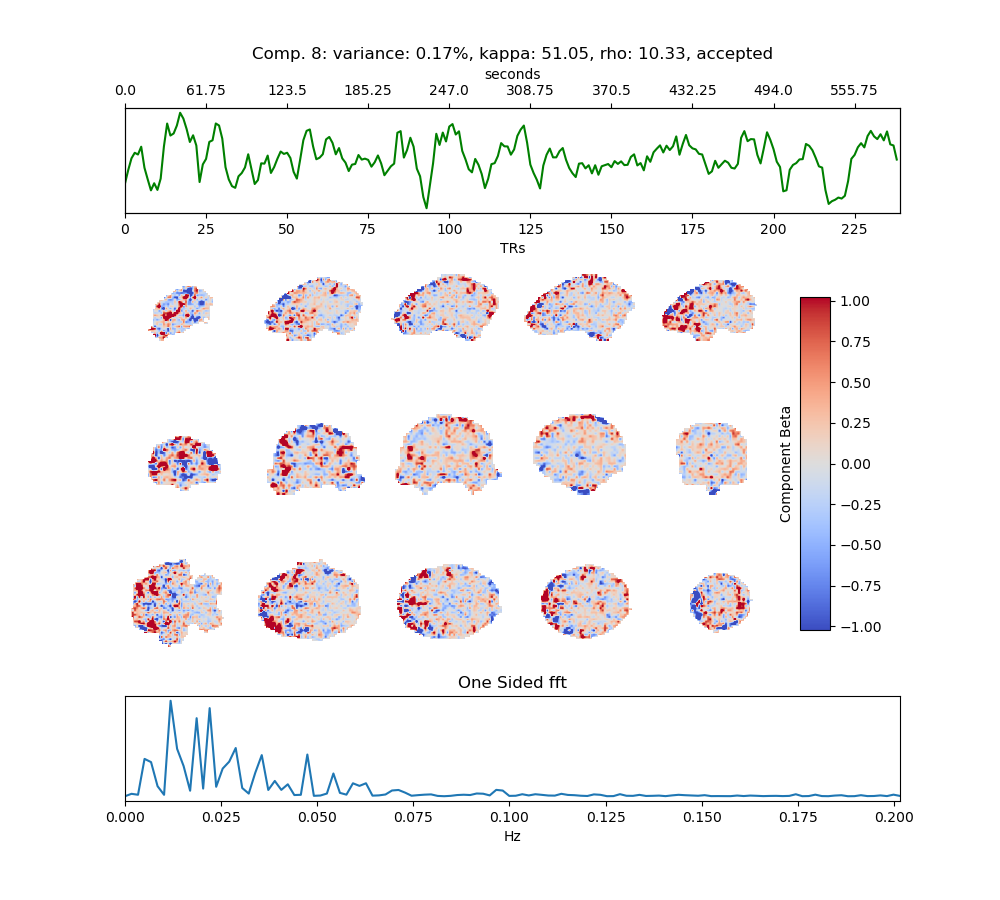 Comp. 8: variance: 0.17%, kappa: 51.05, rho: 10.33, accepted
seconds
0.0 61.75 123.5 185.25 247.0 308.75 370.5 432.25 494.0 555.75
0 25 50 75 100 125 150 175 200 225
TRs
1.00
0.75
0.50
0.25
0.00
−0.25
−0.50
−0.75
−1.00
Component Beta
One Sided fft
0.000 0.025 0.050 0.075 0.100 0.125 0.150 0.175 0.200
Hz